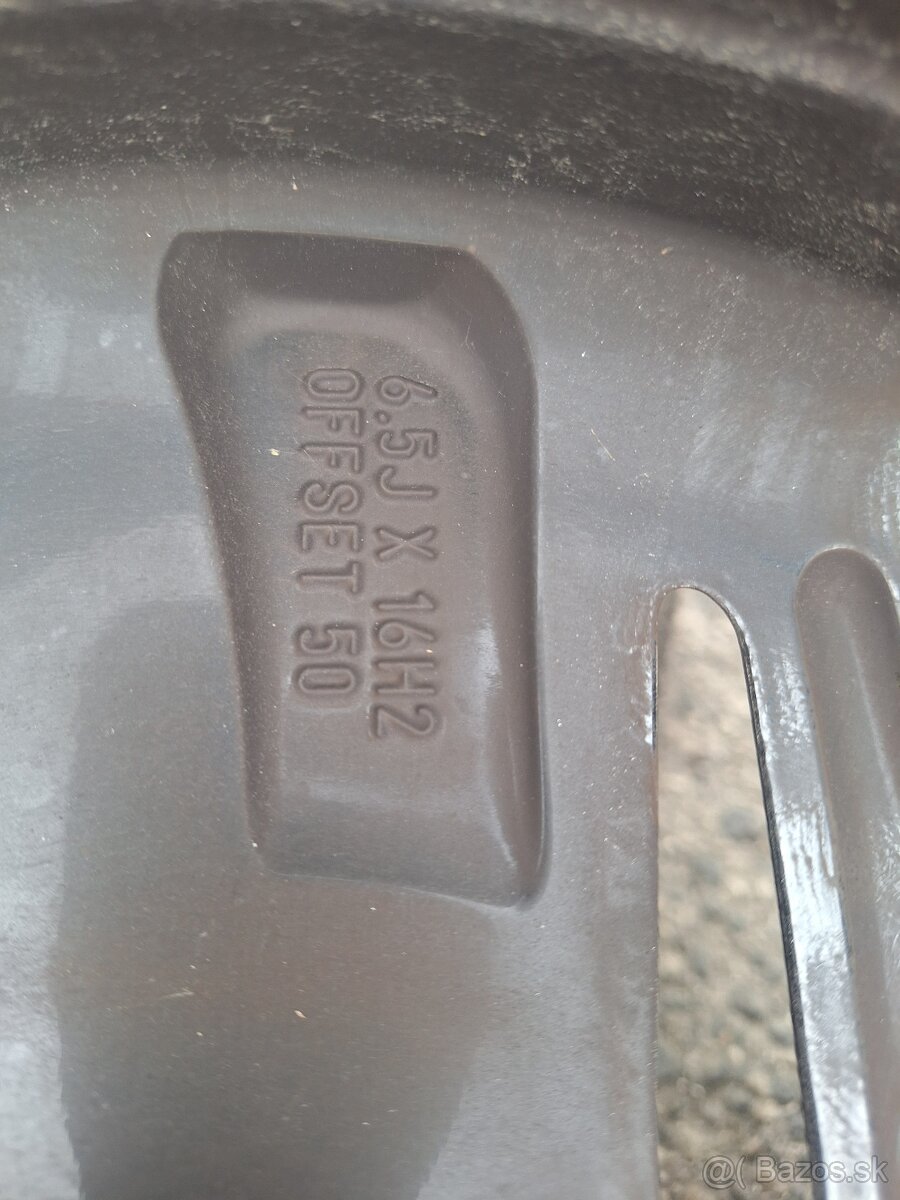 6.5J X 16H2
OFFSET 50
@( Bazos.sk